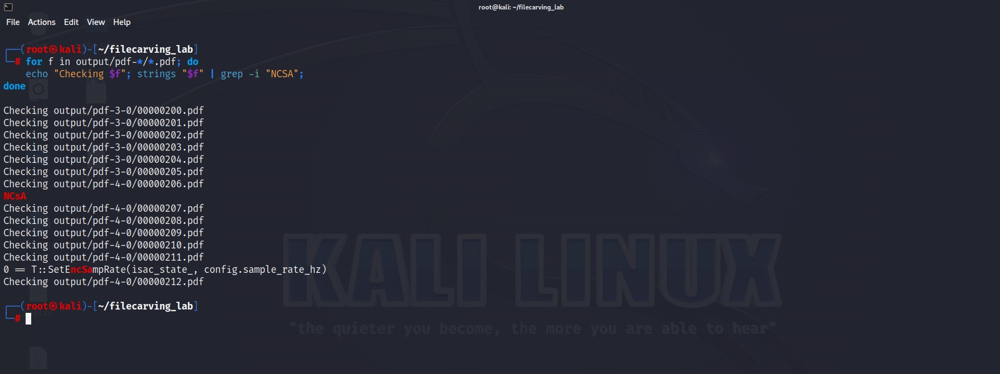 root@kali: ~/filecarving_lab
File Actions Edit View Help
┌──(root㉿kali)-[~/filecarving_lab]
└─# for f in output/pdf-*/*.pdf; do
    echo "Checking $f"; strings "$f" | grep -i "NCSA";
done
Checking output/pdf-3-0/00000200.pdf
Checking output/pdf-3-0/00000201.pdf
Checking output/pdf-3-0/00000202.pdf
Checking output/pdf-3-0/00000203.pdf
Checking output/pdf-3-0/00000204.pdf
Checking output/pdf-3-0/00000205.pdf
Checking output/pdf-4-0/00000206.pdf
NCsA
Checking output/pdf-4-0/00000207.pdf
Checking output/pdf-4-0/00000208.pdf
Checking output/pdf-4-0/00000209.pdf
Checking output/pdf-4-0/00000210.pdf
Checking output/pdf-4-0/00000211.pdf
0 == T::SetEncSampRate(isac_state_, config.sample_rate_hz)
Checking output/pdf-4-0/00000212.pdf
┌──(root㉿kali)-[~/filecarving_lab]
└─#
KALI LINUX
"the quieter you become, the more you are able to hear"